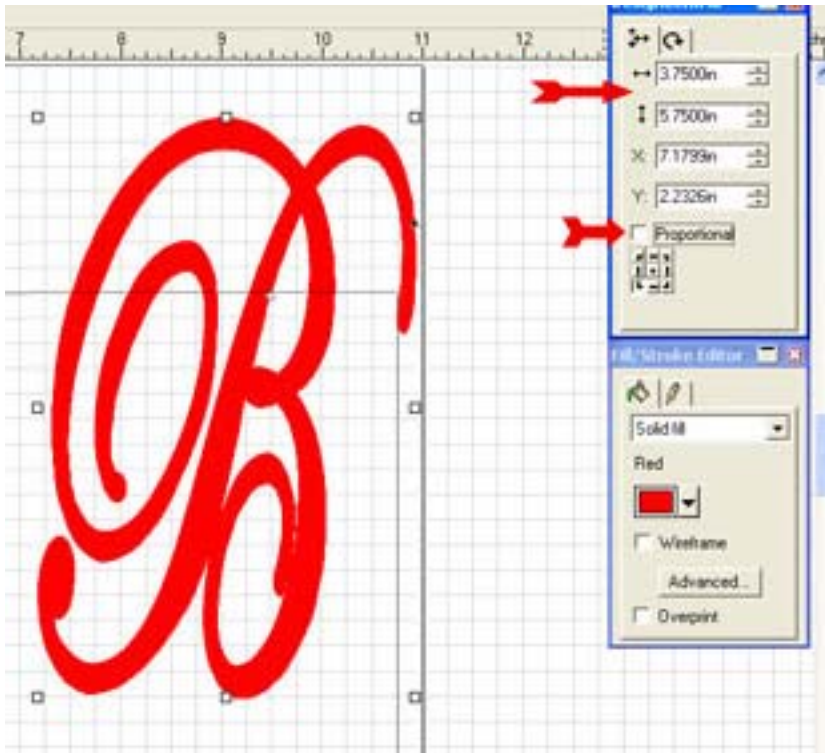 7 8 9 10 11 12
3.7500in
5.7500in
X: 7.1799in
Y: 2.2326in
Proportional
R
Fill/Stroke Editor
Solid fill
Red
Wireframe
Advanced...
Overprint